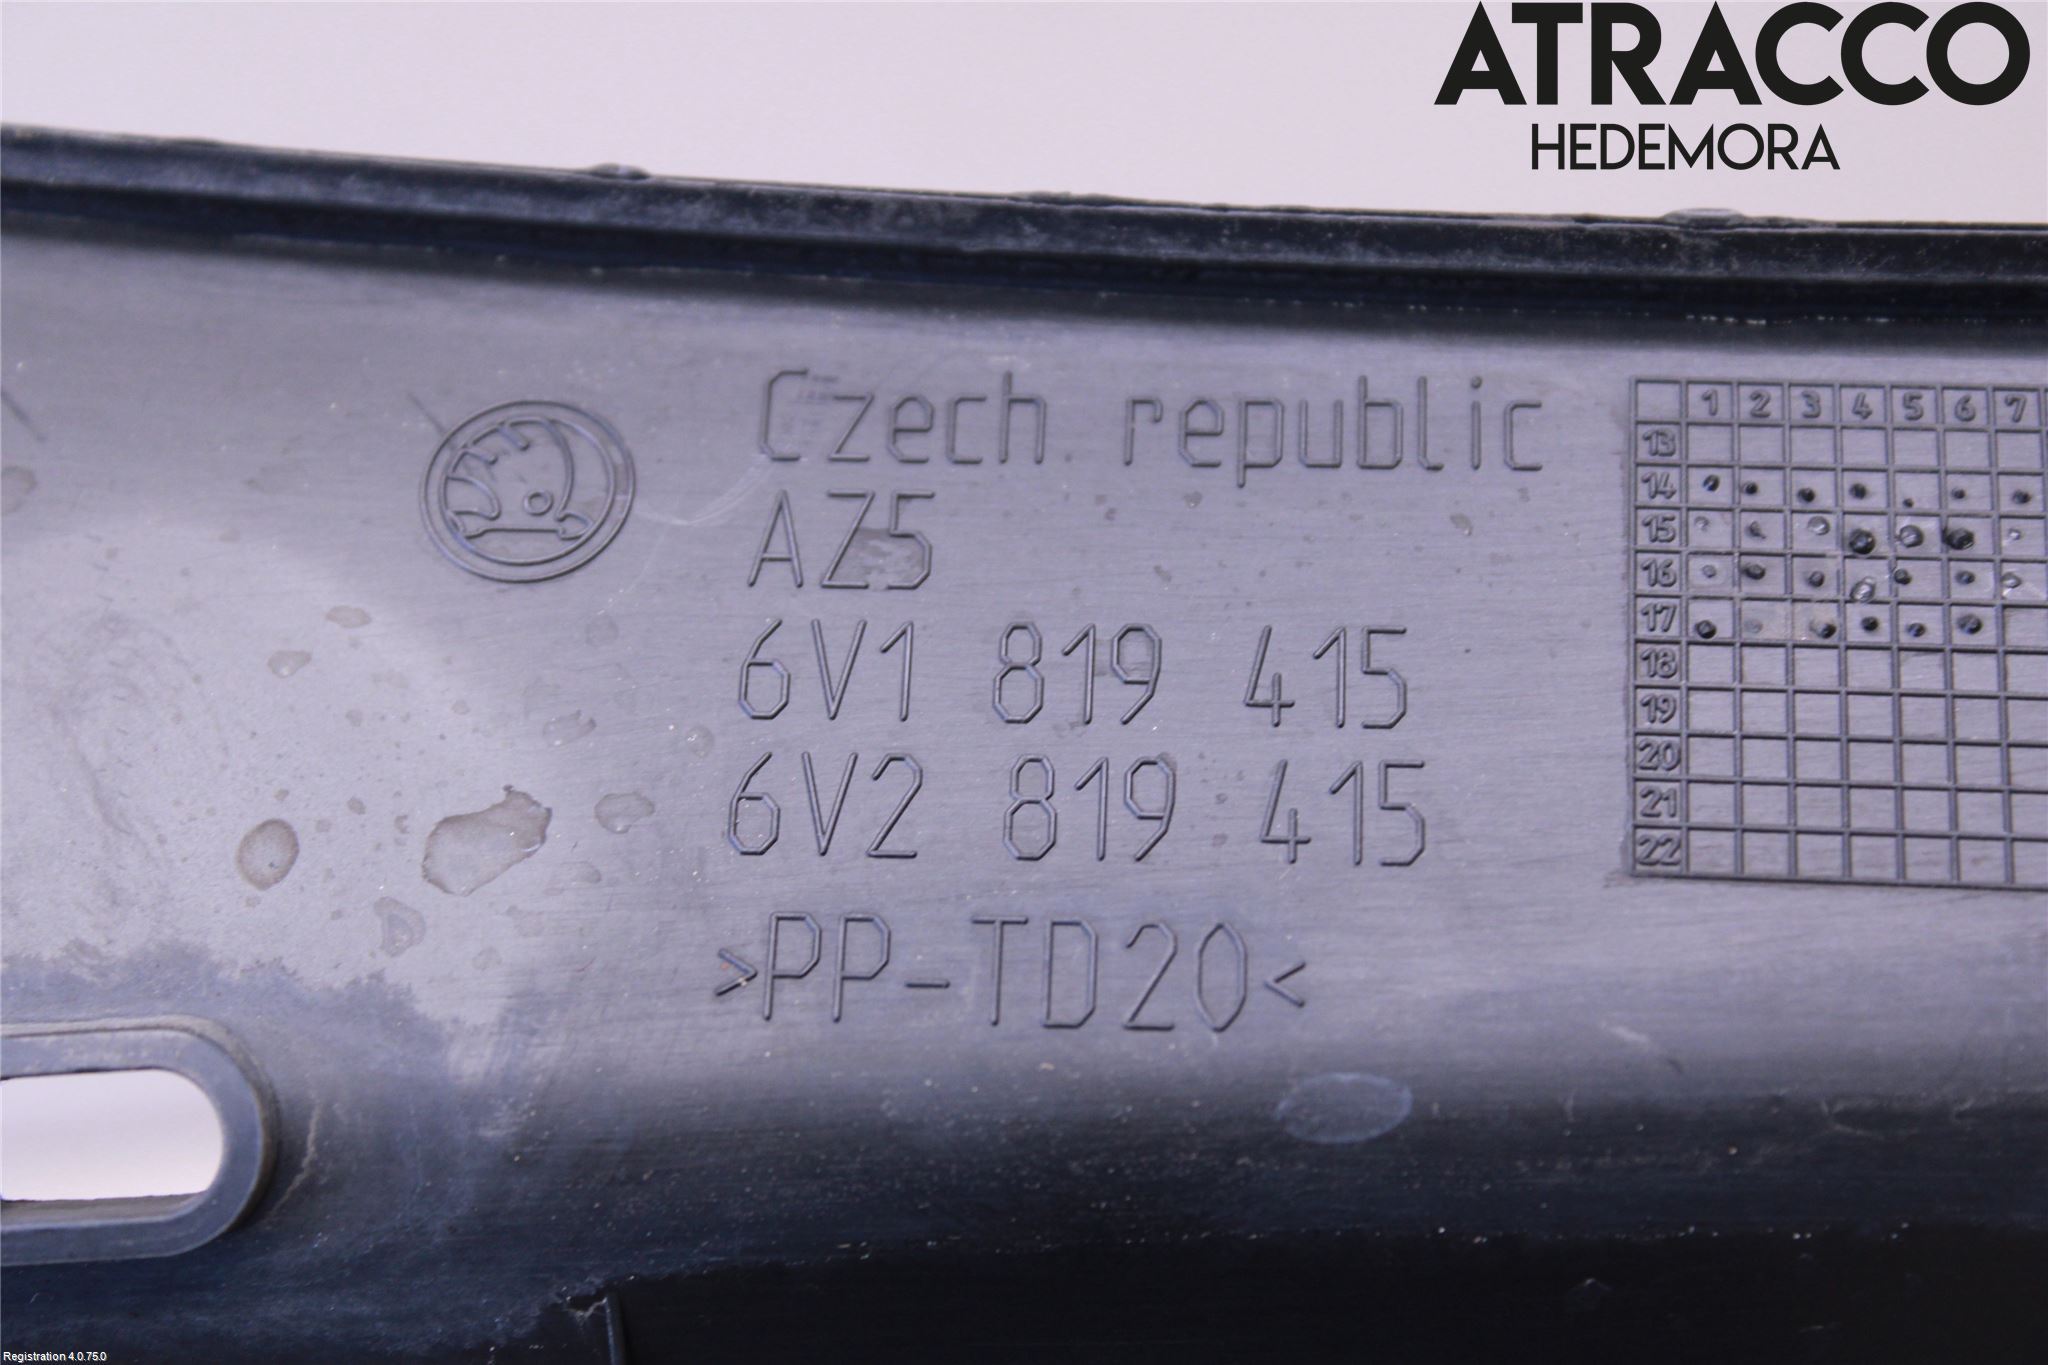 ATRACCO
HEDEMORA
Czech republic
AZ5
6V1 819 415
6V2 819 415
>PP-TD20<
1 2 3 4 5 6 7
13
14
15
16
17
18
19
20
21
22
Registration 4.0.75.0